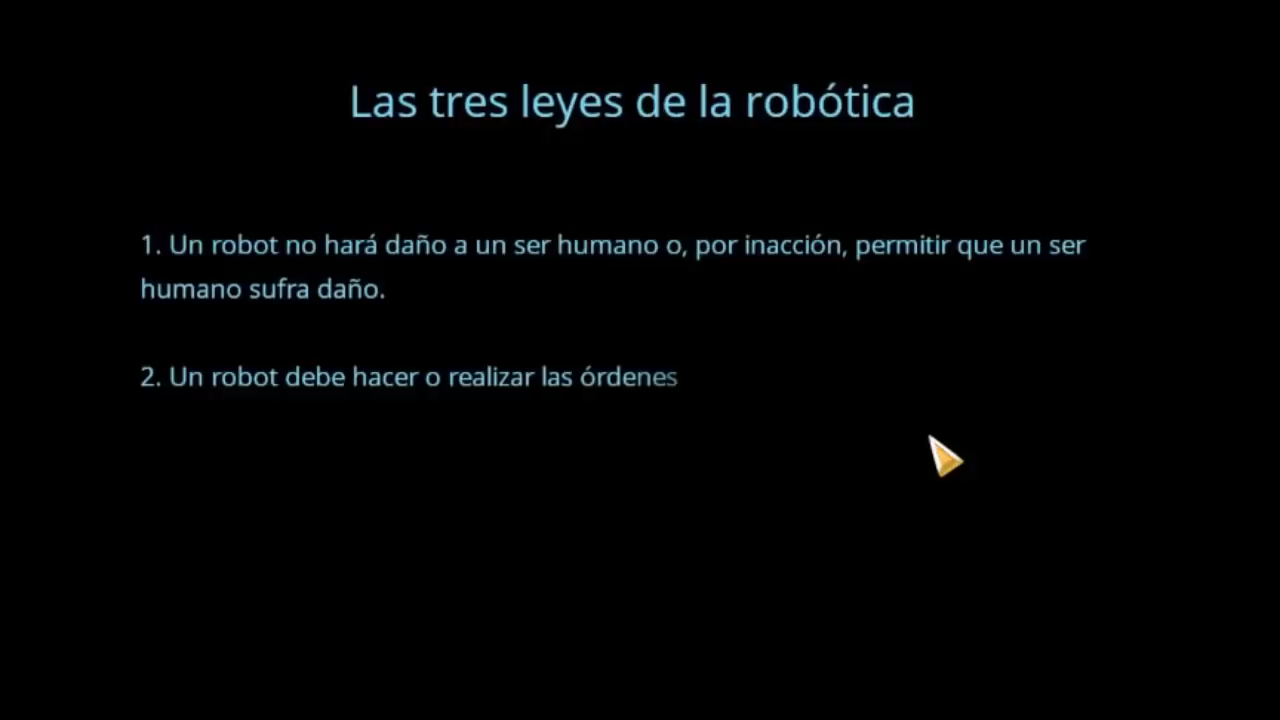 Las tres leyes de la robótica
1. Un robot no hará daño a un ser humano o, por inacción, permitir que un ser
humano sufra daño.
2. Un robot debe hacer o realizar las órdenes